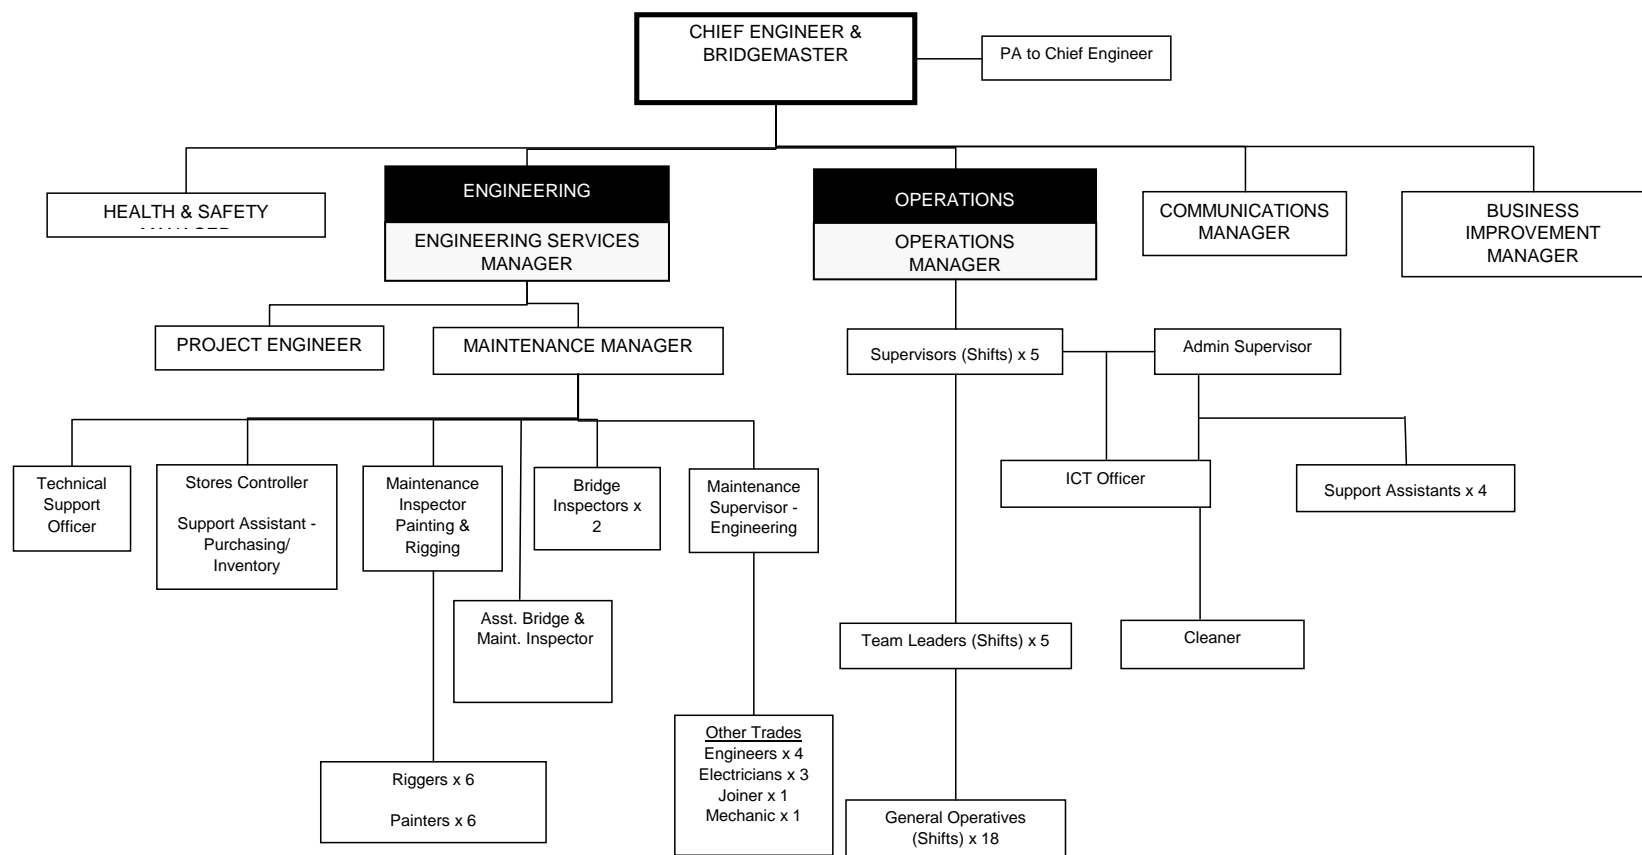 CHIEF ENGINEER &
BRIDGEMASTER
PA to Chief Engineer
HEALTH & SAFETY
MANAGER
ENGINEERING
ENGINEERING SERVICES
MANAGER
OPERATIONS
OPERATIONS
MANAGER
COMMUNICATIONS
MANAGER
BUSINESS
IMPROVEMENT
MANAGER
PROJECT ENGINEER
MAINTENANCE MANAGER
Supervisors (Shifts) x 5
Admin Supervisor
Technical
Support
Officer
Stores Controller
Support Assistant -
Purchasing/
Inventory
Maintenance
Inspector
Painting &
Rigging
Bridge
Inspectors x
2
Maintenance
Supervisor -
Engineering
ICT Officer
Support Assistants x 4
Asst. Bridge &
Maint. Inspector
Team Leaders (Shifts) x 5
Cleaner
Riggers x 6
Painters x 6
Other Trades
Engineers x 4
Electricians x 3
Joiner x 1
Mechanic x 1
General Operatives
(Shifts) x 18